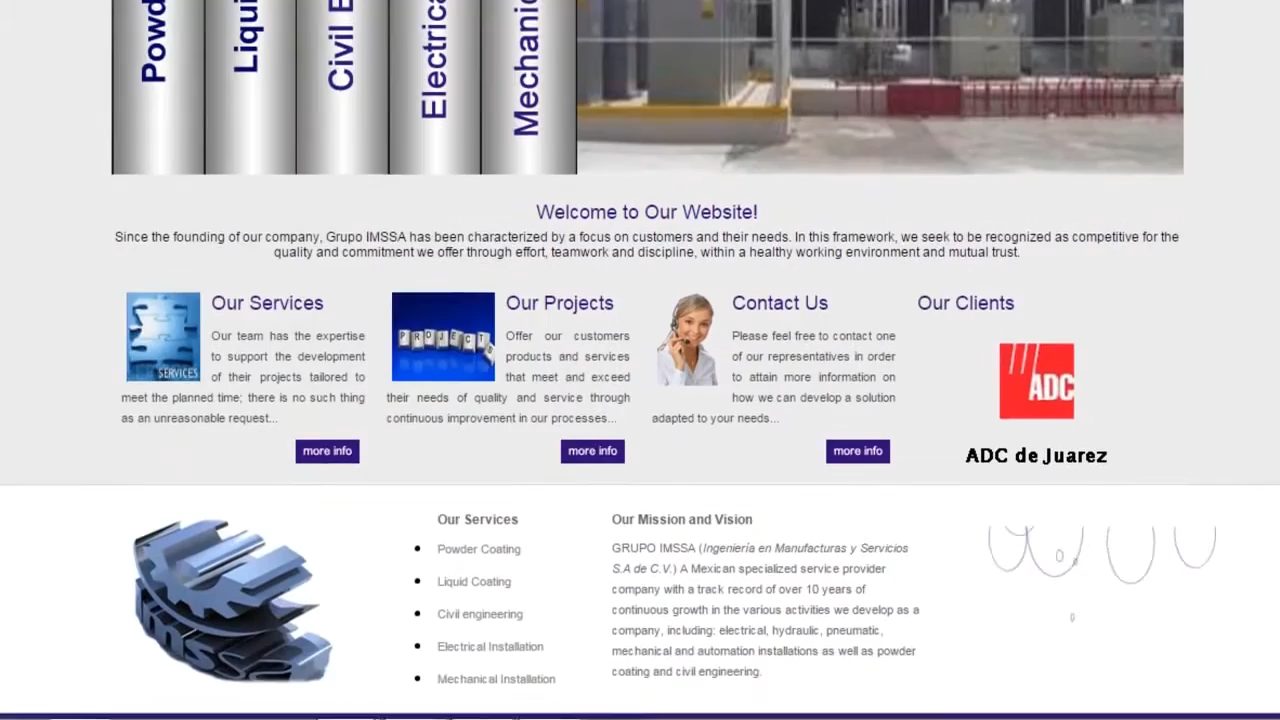 Powd
Liqui
Civil E
Electrica
Mechanic
Welcome to Our Website!
Since the founding of our company, Grupo IMSSA has been characterized by a focus on customers and their needs. In this framework, we seek to be recognized as competitive for the
quality and commitment we offer through effort, teamwork and discipline, within a healthy working environment and mutual trust.
Our Services
SERVICES
Our team has the expertise
to support the development
of their projects tailored to
meet the planned time; there is no such thing
as an unreasonable request...
more info
Our Projects
PROJECTS
Offer our customers
products and services
that meet and exceed
their needs of quality and service through
continuous improvement in our processes...
more info
Contact Us
Please feel free to contact one
of our representatives in order
to attain more information on
how we can develop a solution
adapted to your needs...
more info
Our Clients
ADC
ADC de Juarez
imssa
Our Services
Powder Coating
Liquid Coating
Civil engineering
Electrical Installation
Mechanical Installation
Our Mission and Vision
GRUPO IMSSA (Ingeniería en Manufacturas y Servicios
S.A de C.V.) A Mexican specialized service provider
company with a track record of over 10 years of
continuous growth in the various activities we develop as a
company, including: electrical, hydraulic, pneumatic,
mechanical and automation installations as well as powder
coating and civil engineering.